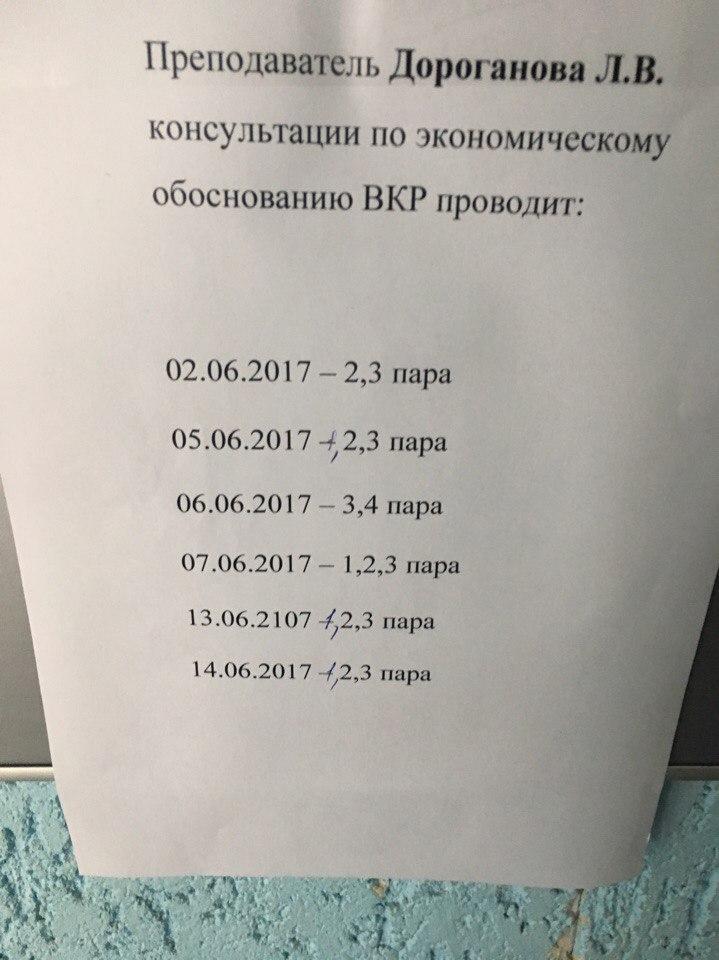 Преподаватель Дороганова Л.В.
консультации по экономическому
обоснованию ВКР проводит:
02.06.2017 – 2,3 пара
05.06.2017 – 1,2,3 пара
06.06.2017 – 3,4 пара
07.06.2017 – 1,2,3 пара
13.06.2107 – 1,2,3 пара
14.06.2017 – 1,2,3 пара